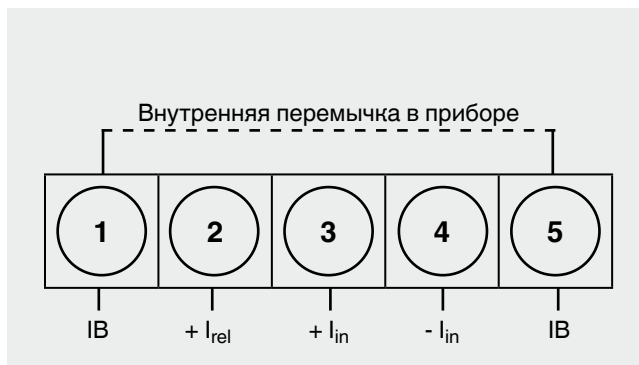 Внутренняя перемычка в приборе
1 2 3 4 5
IB + I_rel + I_in - I_in IB